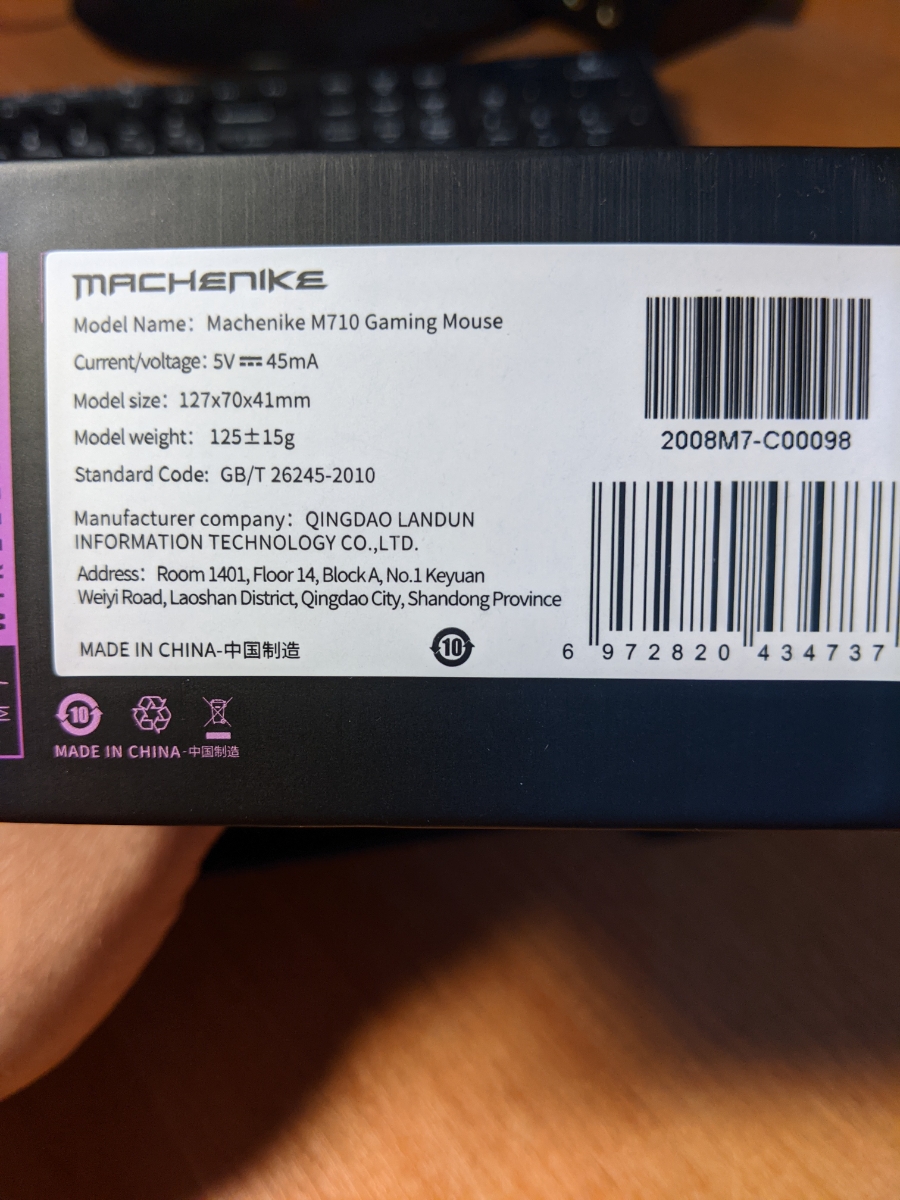 MACHENIKE
Model Name: Machenike M710 Gaming Mouse
Current/voltage: 5V⎓45mA
Model size: 127x70x41mm
Model weight: 125±15g
Standard Code: GB/T 26245-2010
Manufacturer company: QINGDAO LANDUN
INFORMATION TECHNOLOGY CO.,LTD.
Address: Room 1401, Floor 14, Block A, No.1 Keyuan
Weiyi Road, Laoshan District, Qingdao City, Shandong Province
MADE IN CHINA-中国制造
10
2008M7-C00098
6 972820 434737
10
MADE IN CHINA-中国制造